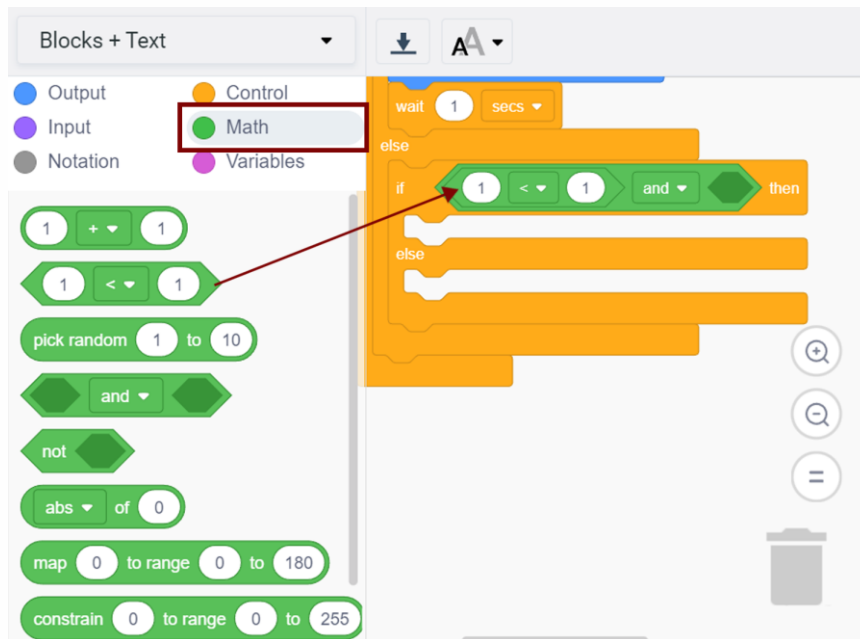 Blocks + Text
AA
Output
Control
Input
Math
Notation
Variables
1 + 1
1 < 1
pick random 1 to 10
and
not
abs of 0
map 0 to range 0 to 180
constrain 0 to range 0 to 255
wait 1 secs
else
if 1 < 1 and then
else